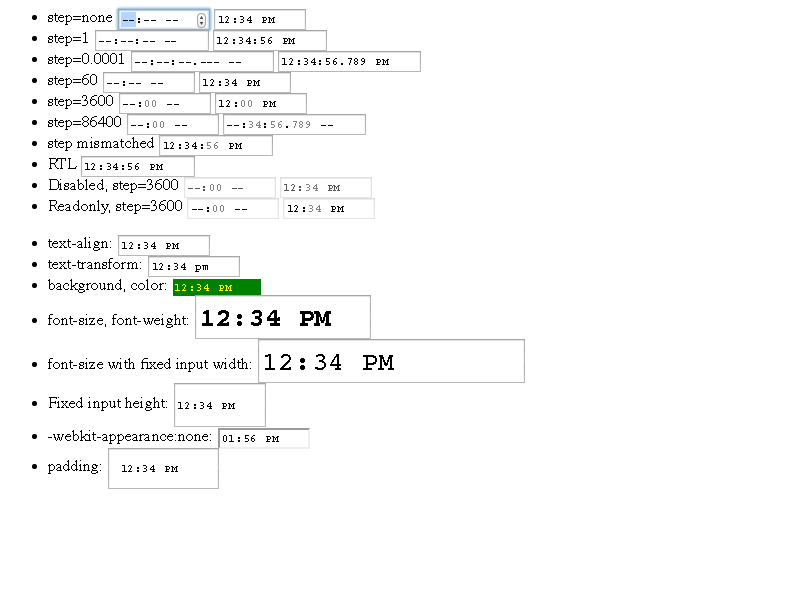 step=none --:-- -- 12:34 PM
step=1 --:--:-- -- 12:34:56 PM
step=0.0001 --:--:--.--- -- 12:34:56.789 PM
step=60 --:-- -- 12:34 PM
step=3600 --:00 -- 12:00 PM
step=86400 --:00 -- --:34:56.789 --
step mismatched 12:34:56 PM
RTL 12:34:56 PM
Disabled, step=3600 --:00 -- 12:34 PM
Readonly, step=3600 --:00 -- 12:34 PM
text-align: 12:34 PM
text-transform: 12:34 pm
background, color: 12:34 PM
font-size, font-weight: 12:34 PM
font-size with fixed input width: 12:34 PM
Fixed input height: 12:34 PM
-webkit-appearance:none: 01:56 PM
padding: 12:34 PM